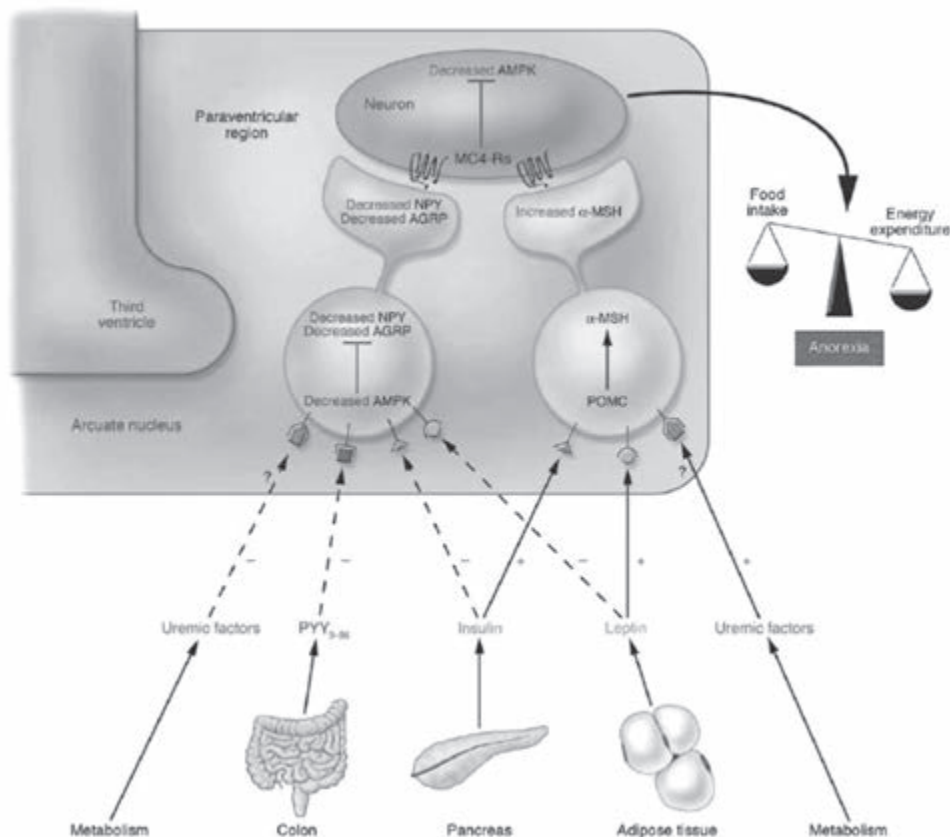 Decreased AMPK
Neuron
Paraventricular
region
MC4-Rs
Decreased NPY
Decreased AGRP
Increased α-MSH
Food
intake
Energy
expenditure
Third
ventricle
Decreased NPY
Decreased AGRP
α-MSH
Anorexia
Decreased AMPK
POMC
Arcuate nucleus
?
?
−
−
−
+
−
+
+
Uremic factors
PYY3-36
Insulin
Leptin
Uremic factors
Metabolism
Colon
Pancreas
Adipose tissue
Metabolism